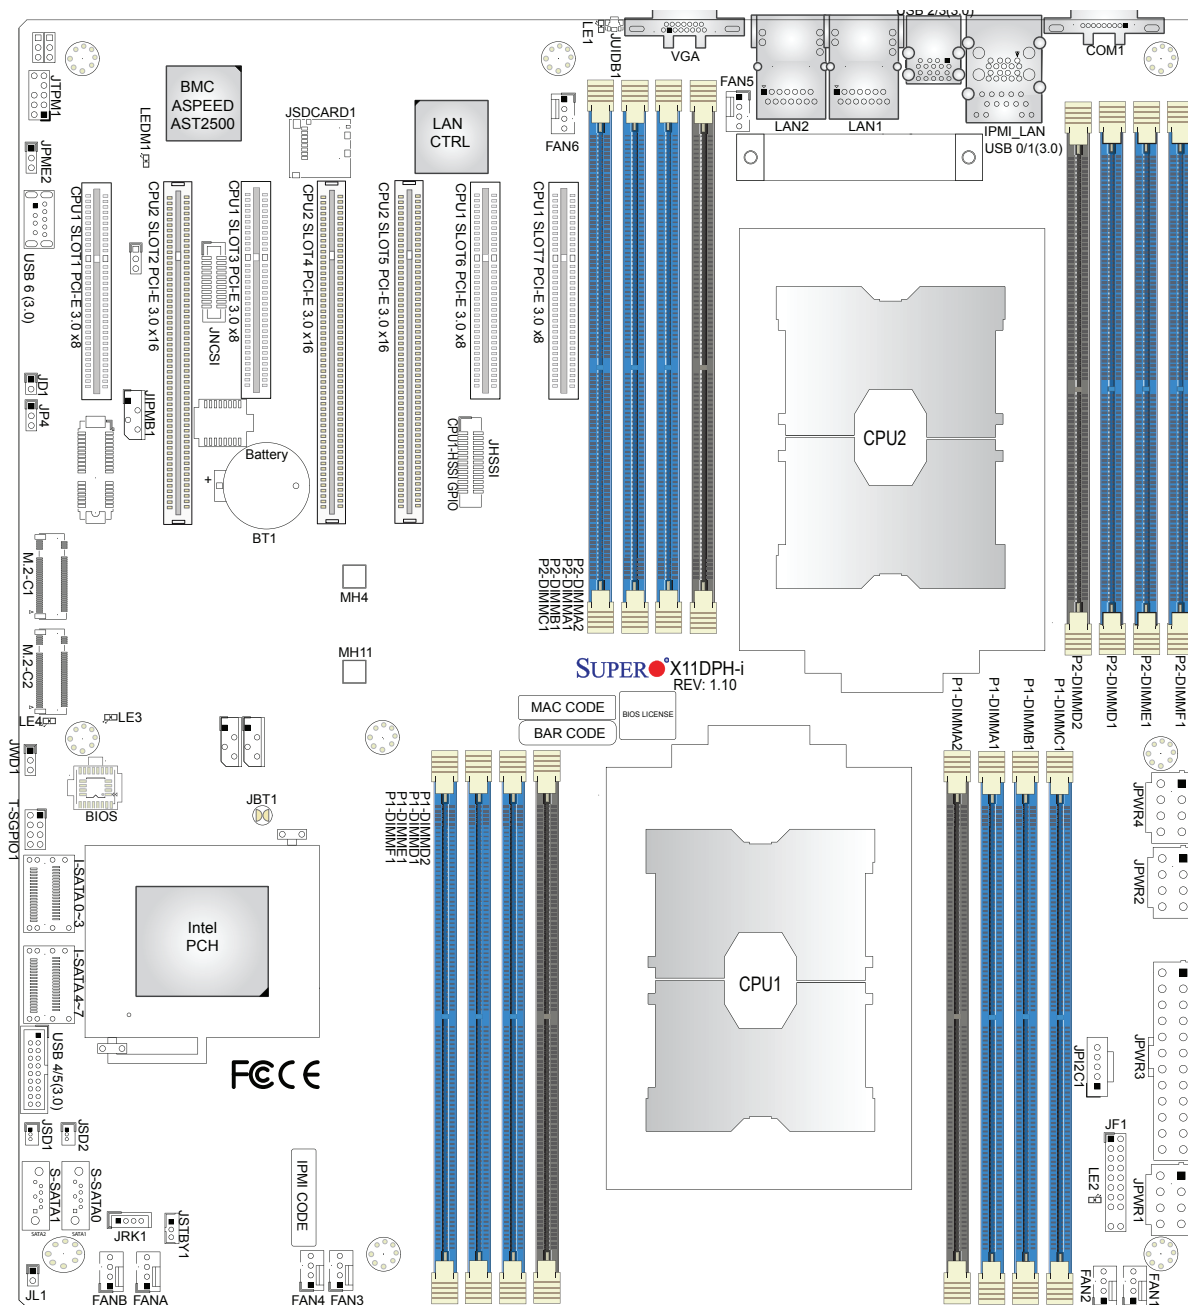 USB 2/3(3.0)
LE1
JUIDB1
VGA
COM1
JTPM1
BMC
ASPEED
AST2500
LEDM1
JSDCARD1
LAN
CTRL
FAN6
FAN5
LAN2
LAN1
IPMI_LAN
USB 0/1(3.0)
JPME2
USB 6 (3.0)
CPU1 SLOT1 PCI-E 3.0 x8
CPU2 SLOT2 PCI-E 3.0 x16
CPU1 SLOT3 PCI-E 3.0 x8
CPU2 SLOT4 PCI-E 3.0 x16
CPU2 SLOT5 PCI-E 3.0 x16
CPU1 SLOT6 PCI-E 3.0 x8
CPU1 SLOT7 PCI-E 3.0 x8
JNCSI
JD1
JP4
JIPMB1
Battery
+
BT1
CPU1-HSSI GPIO
JHSSI
CPU2
M.2-C1
M.2-C2
MH4
MH11
P2-DIMMC1
P2-DIMMB1
P2-DIMMA1
P2-DIMMA2
SUPER X11DPH-i
REV: 1.10
MAC CODE
BAR CODE
BIOS LICENSE
P1-DIMMA2
P1-DIMMA1
P1-DIMMB1
P1-DIMMC1
P2-DIMMD2
P2-DIMMD1
P2-DIMME1
P2-DIMMF1
LE4
LE3
JWD1
BIOS
JBT1
T-SGPIO1
P1-DIMMF1
P1-DIMME1
P1-DIMMD1
P1-DIMMD2
JPWR4
JPWR2
I-SATA 0~3
I-SATA 4~7
Intel
PCH
CPU1
USB 4/5(3.0)
FC CE
JPI2C1
JPWR3
JSD1
JSD2
JF1
LE2
JPWR1
S-SATA1
S-SATA0
SATA2
SATA1
JRK1
JSTBY1
IPMI CODE
JL1
FANB
FANA
FAN4
FAN3
FAN2
FAN1